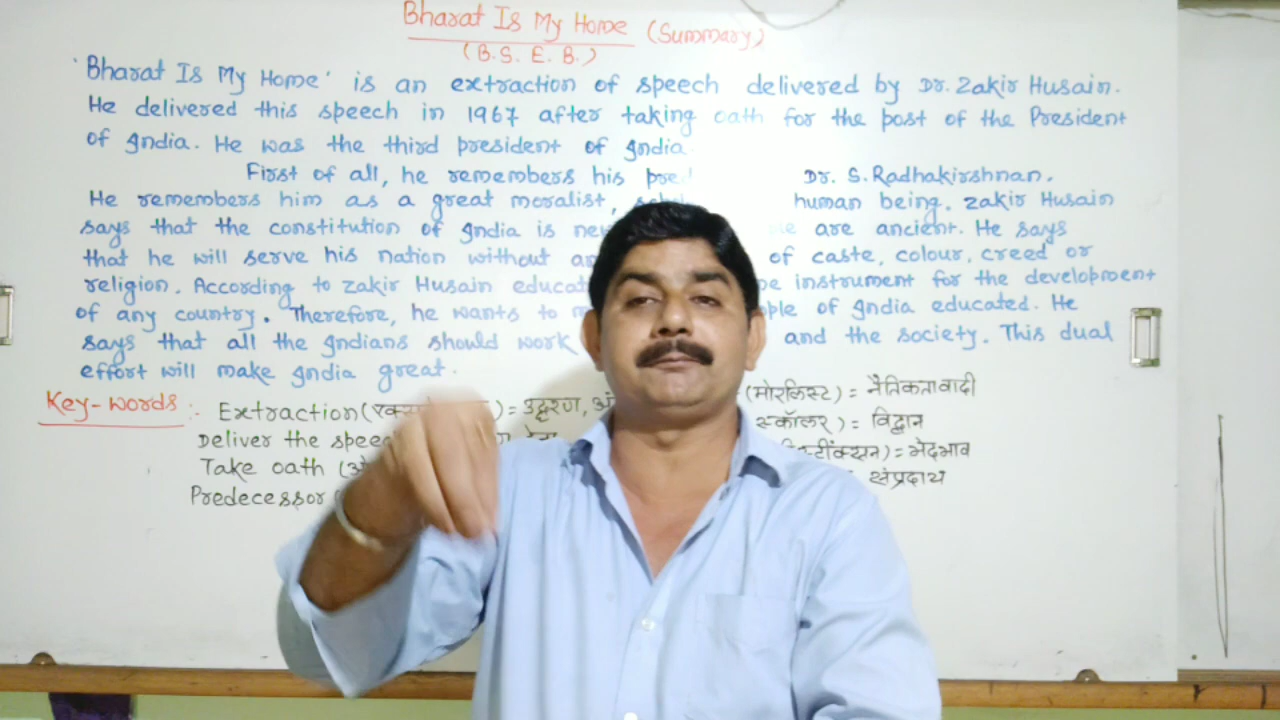 Bharat Is My Home (Summary)
(B.S.E.B.)
'Bharat Is My Home' is an extraction of speech delivered by Dr. Zakir Husain.
He delivered this speech in 1967 after taking oath for the post of the President
of India. He was the third president of India
First of all, he remembers his Dr. S. Radhakirshnan.
He remembers him as a great moralist, human being. Zakir Husain
says that the constitution of India is are ancient. He says
that he will serve his nation without of caste, colour, creed or
religion. According to Zakir Husain instrument for the development
of any country. Therefore, he wants to of India educated. He
says that all the Indians should work and the society. This dual
effort will make India great.
Key-words:- Extraction = उद्धरण, (मोरलिस्ट) = नैतिकतावादी
Deliver the स्कॉलर) = विद्वान
Take oath = भेदभाव
Predecessor संप्रदाय